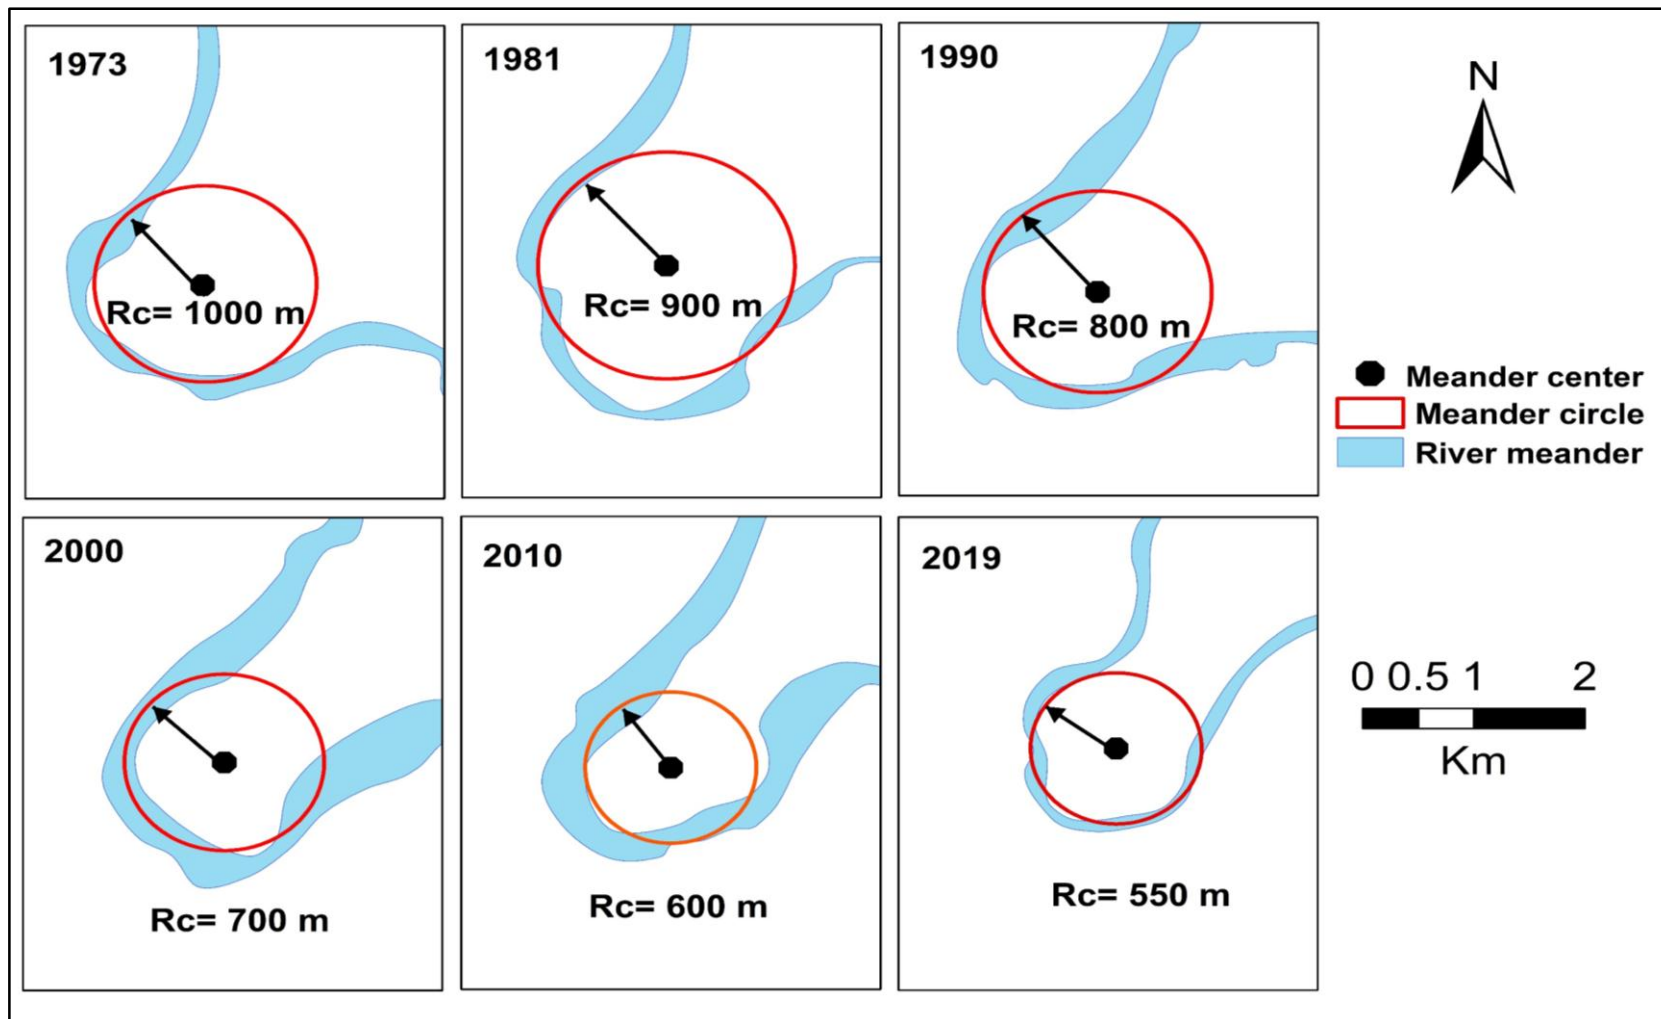 1973
Rc= 1000 m
1981
Rc= 900 m
1990
Rc= 800 m
N
Meander center
Meander circle
River meander
2000
Rc= 700 m
2010
Rc= 600 m
2019
Rc= 550 m
0 0.5 1 2
Km